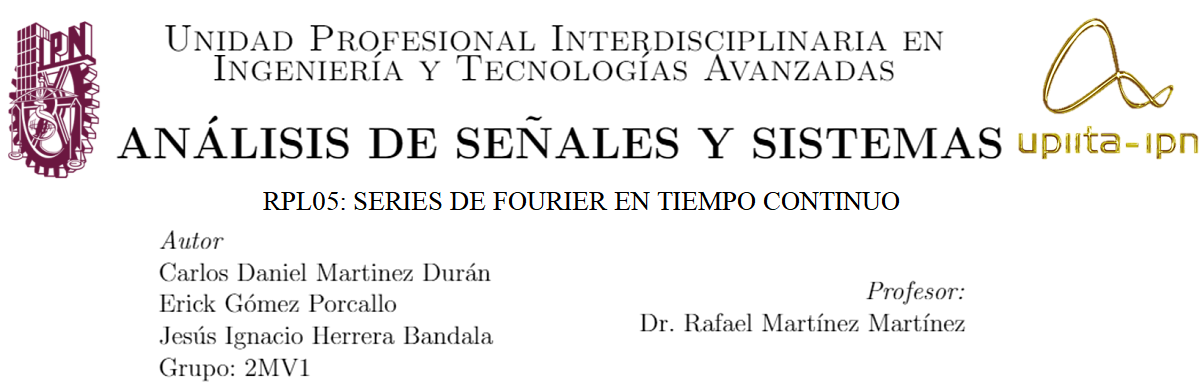 IPN
Unidad Profesional Interdisciplinaria en
Ingeniería y Tecnologías Avanzadas
ANÁLISIS DE SEÑALES Y SISTEMAS
upiita-ipn
RPL05: SERIES DE FOURIER EN TIEMPO CONTINUO
Autor
Carlos Daniel Martinez Durán
Erick Gómez Porcallo
Jesús Ignacio Herrera Bandala
Grupo: 2MV1
Profesor:
Dr. Rafael Martínez Martínez